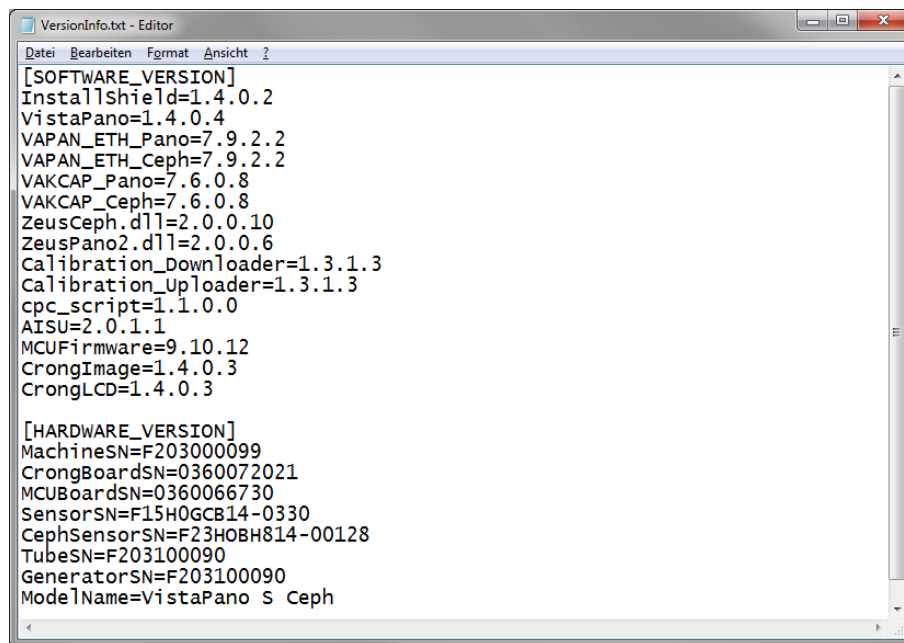 VersionInfo.txt - Editor
Datei Bearbeiten Format Ansicht ?
[SOFTWARE_VERSION]
InstallShield=1.4.0.2
VistaPano=1.4.0.4
VAPAN_ETH_Pano=7.9.2.2
VAPAN_ETH_Ceph=7.9.2.2
VAKCAP_Pano=7.6.0.8
VAKCAP_Ceph=7.6.0.8
ZeusCeph.dll=2.0.0.10
ZeusPano2.dll=2.0.0.6
Calibration_Downloader=1.3.1.3
Calibration_Uploader=1.3.1.3
cpc_script=1.1.0.0
AISU=2.0.1.1
MCUFirmware=9.10.12
CrongImage=1.4.0.3
CrongLCD=1.4.0.3

[HARDWARE_VERSION]
MachineSN=F203000099
CrongBoardSN=0360072021
MCUBoardSN=0360066730
SensorSN=F15H0GCB14-0330
CephSensorSN=F23HOBH814-00128
TubeSN=F203100090
GeneratorSN=F203100090
ModelName=VistaPano S Ceph